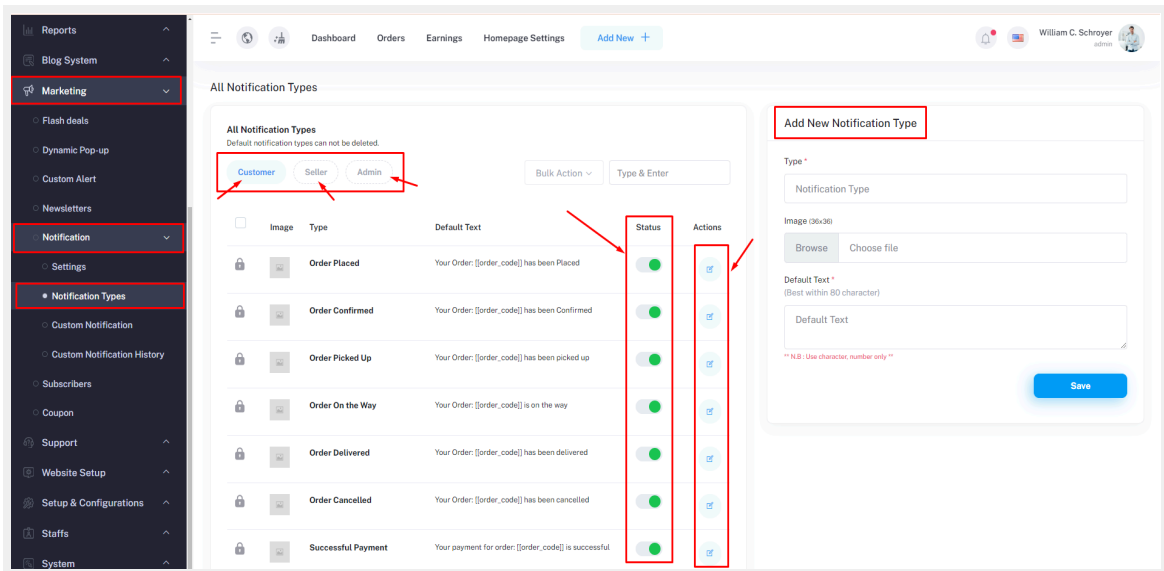 Reports
Blog System
Marketing
Flash deals
Dynamic Pop-up
Custom Alert
Newsletters
Notification
Settings
Notification Types
Custom Notification
Custom Notification History
Subscribers
Coupon
Support
Website Setup
Setup & Configurations
Staffs
System
Dashboard Orders Earnings Homepage Settings Add New +
William C. Schroyer
admin
All Notification Types
All Notification Types
Default notification types can not be deleted.
Customer Seller Admin Bulk Action Type & Enter
Image Type Default Text Status Actions
Order Placed Your Order: [[order_code]] has been Placed
Order Confirmed Your Order: [[order_code]] has been Confirmed
Order Picked Up Your Order: [[order_code]] has been picked up
Order On the Way Your Order: [[order_code]] is on the way
Order Delivered Your Order: [[order_code]] has been delivered
Order Cancelled Your Order: [[order_code]] has been cancelled
Successful Payment Your payment for order: [[order_code]] is successful
Add New Notification Type
Type *
Notification Type
Image (36x36)
Browse Choose file
Default Text *
(Best within 80 character)
Default Text
** N.B : Use character, number only **
Save